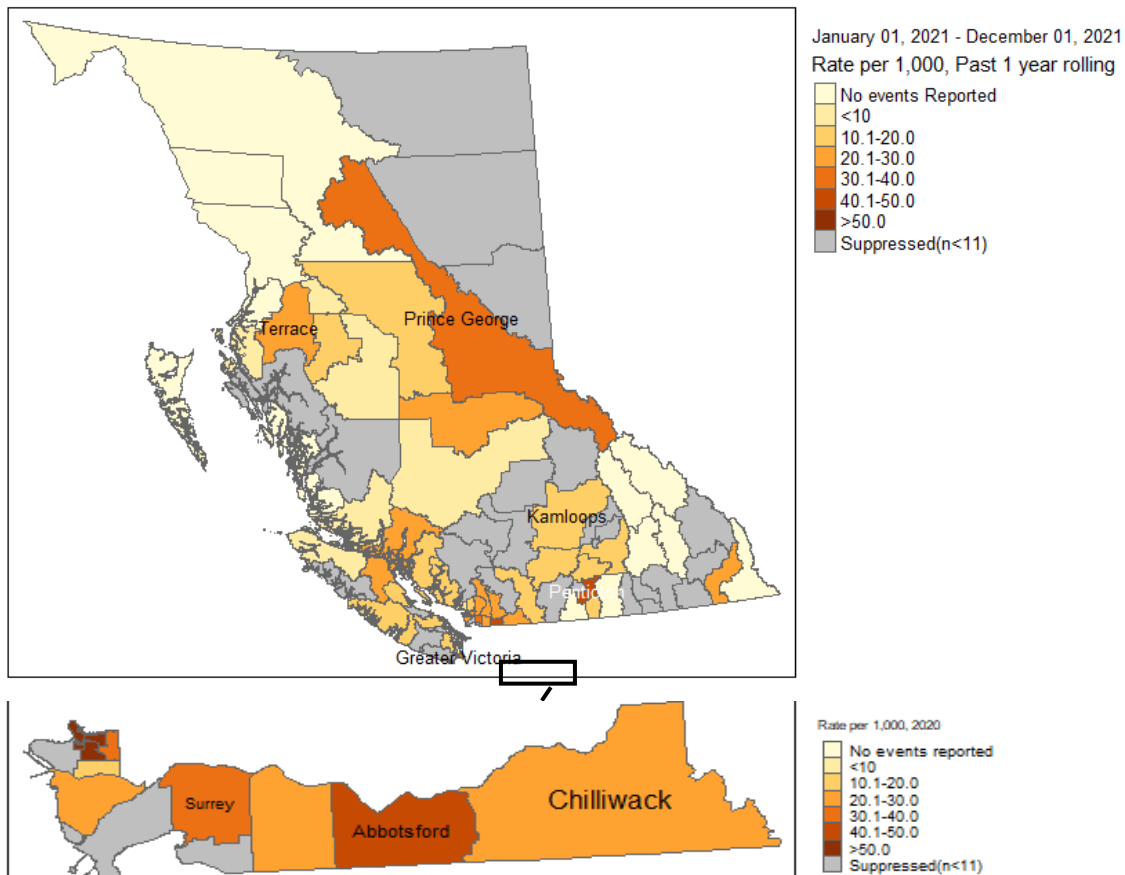 January 01, 2021 - December 01, 2021
Rate per 1,000, Past 1 year rolling
No events Reported
<10
10.1-20.0
20.1-30.0
30.1-40.0
40.1-50.0
>50.0
Suppressed(n<11)
Prince George
Terrace
Kamloops
Penticton
Greater Victoria
Rate per 1,000, 2020
No events reported
<10
10.1-20.0
20.1-30.0
30.1-40.0
40.1-50.0
>50.0
Suppressed(n<11)
Surrey
Abbotsford
Chilliwack